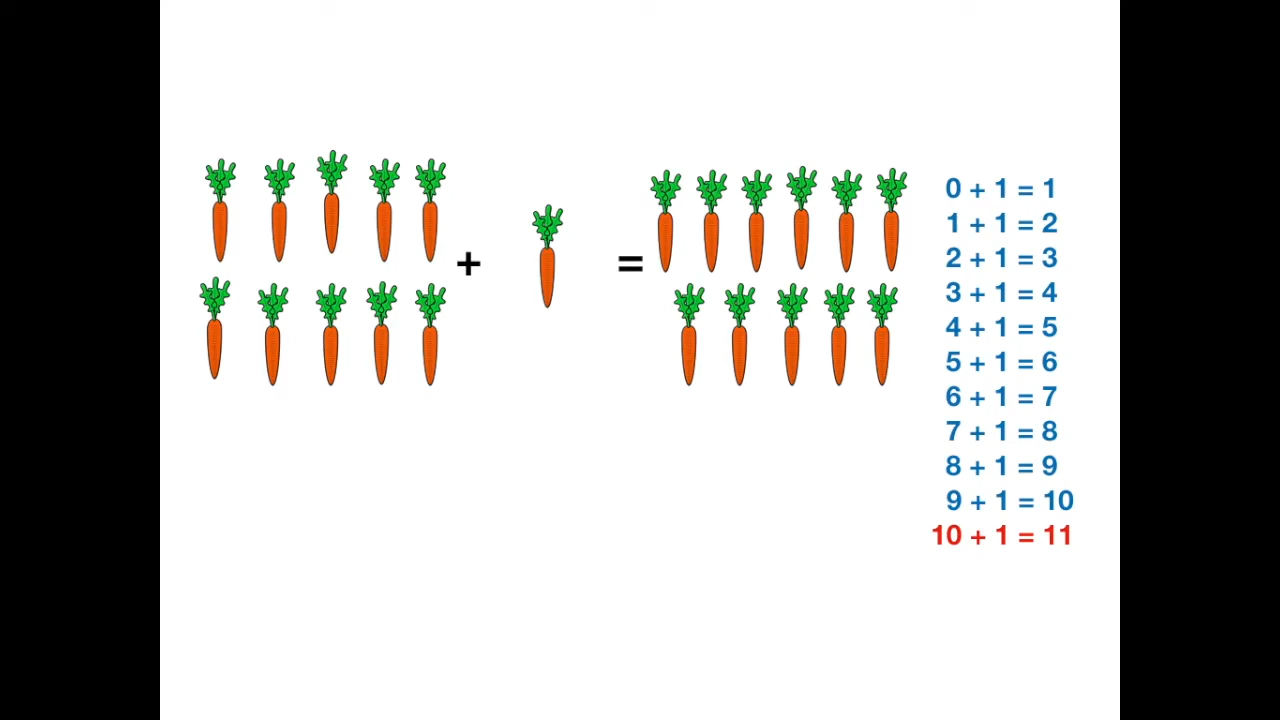 + =
0 + 1 = 1
1 + 1 = 2
2 + 1 = 3
3 + 1 = 4
4 + 1 = 5
5 + 1 = 6
6 + 1 = 7
7 + 1 = 8
8 + 1 = 9
9 + 1 = 10
10 + 1 = 11